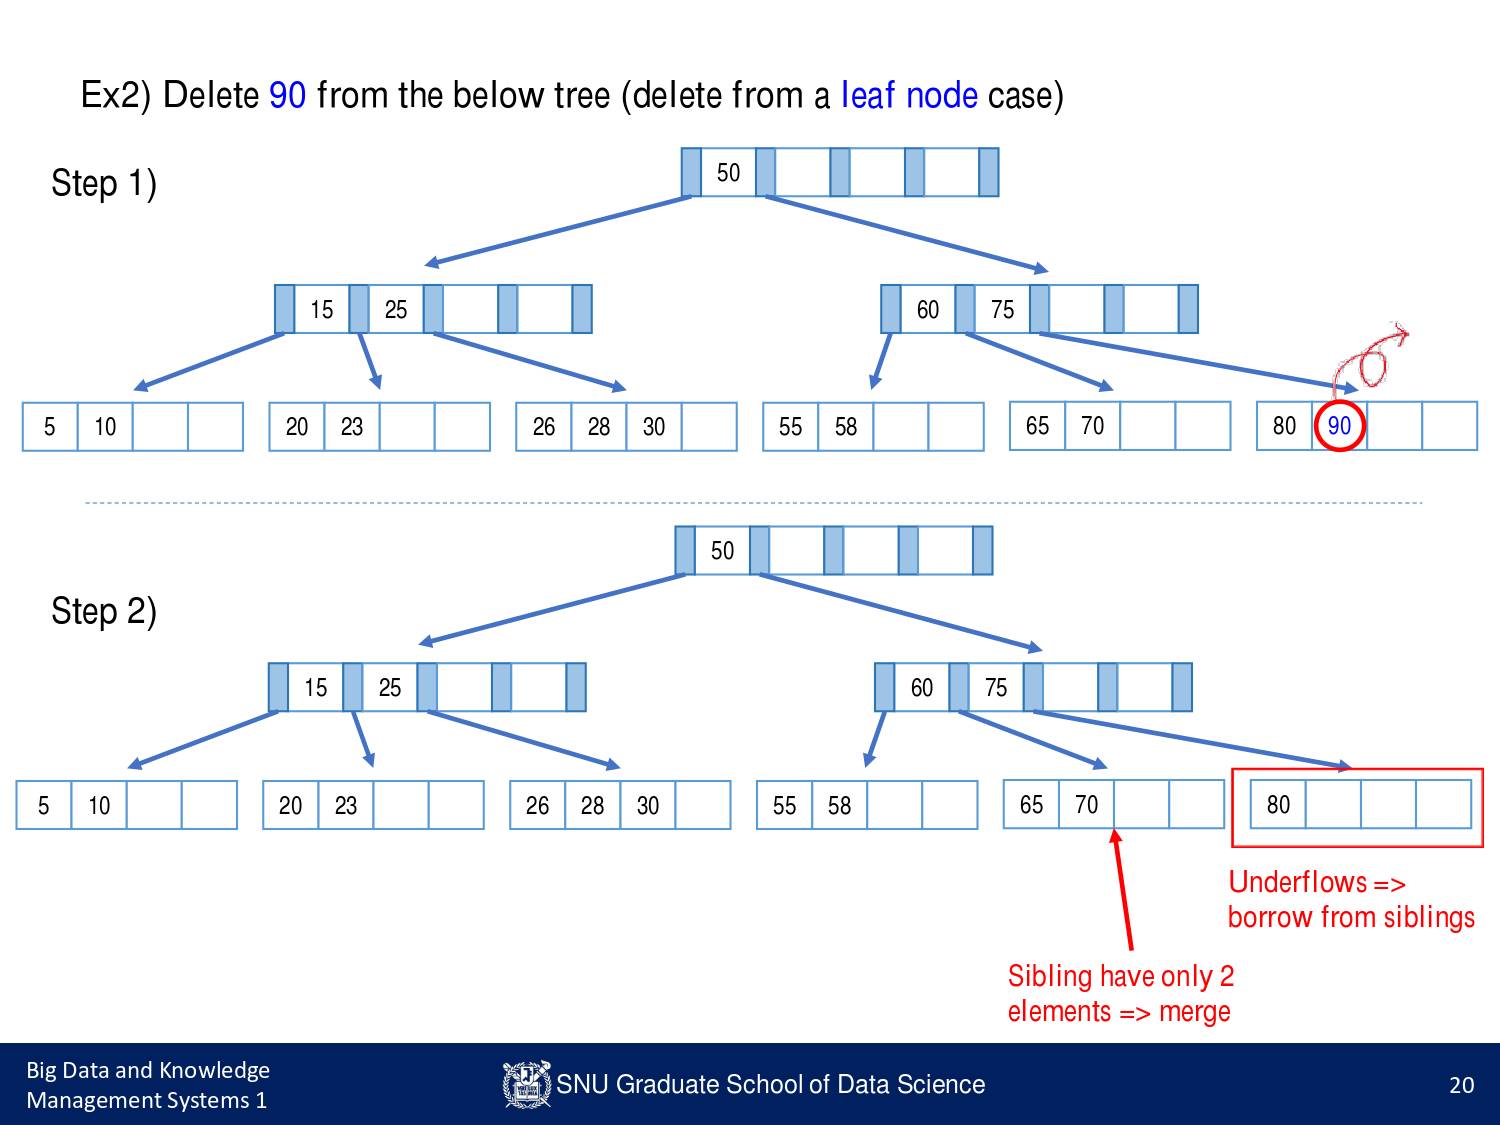 Ex2) Delete 90 from the below tree (delete from a leaf node case)
Step 1)
50
15 25
60 75
5 10
20 23
26 28 30
55 58
65 70
80 90
Step 2)
50
15 25
60 75
5 10
20 23
26 28 30
55 58
65 70
80
Underflows =>
borrow from siblings
Sibling have only 2
elements => merge
Big Data and Knowledge
Management Systems 1
SNU Graduate School of Data Science
20